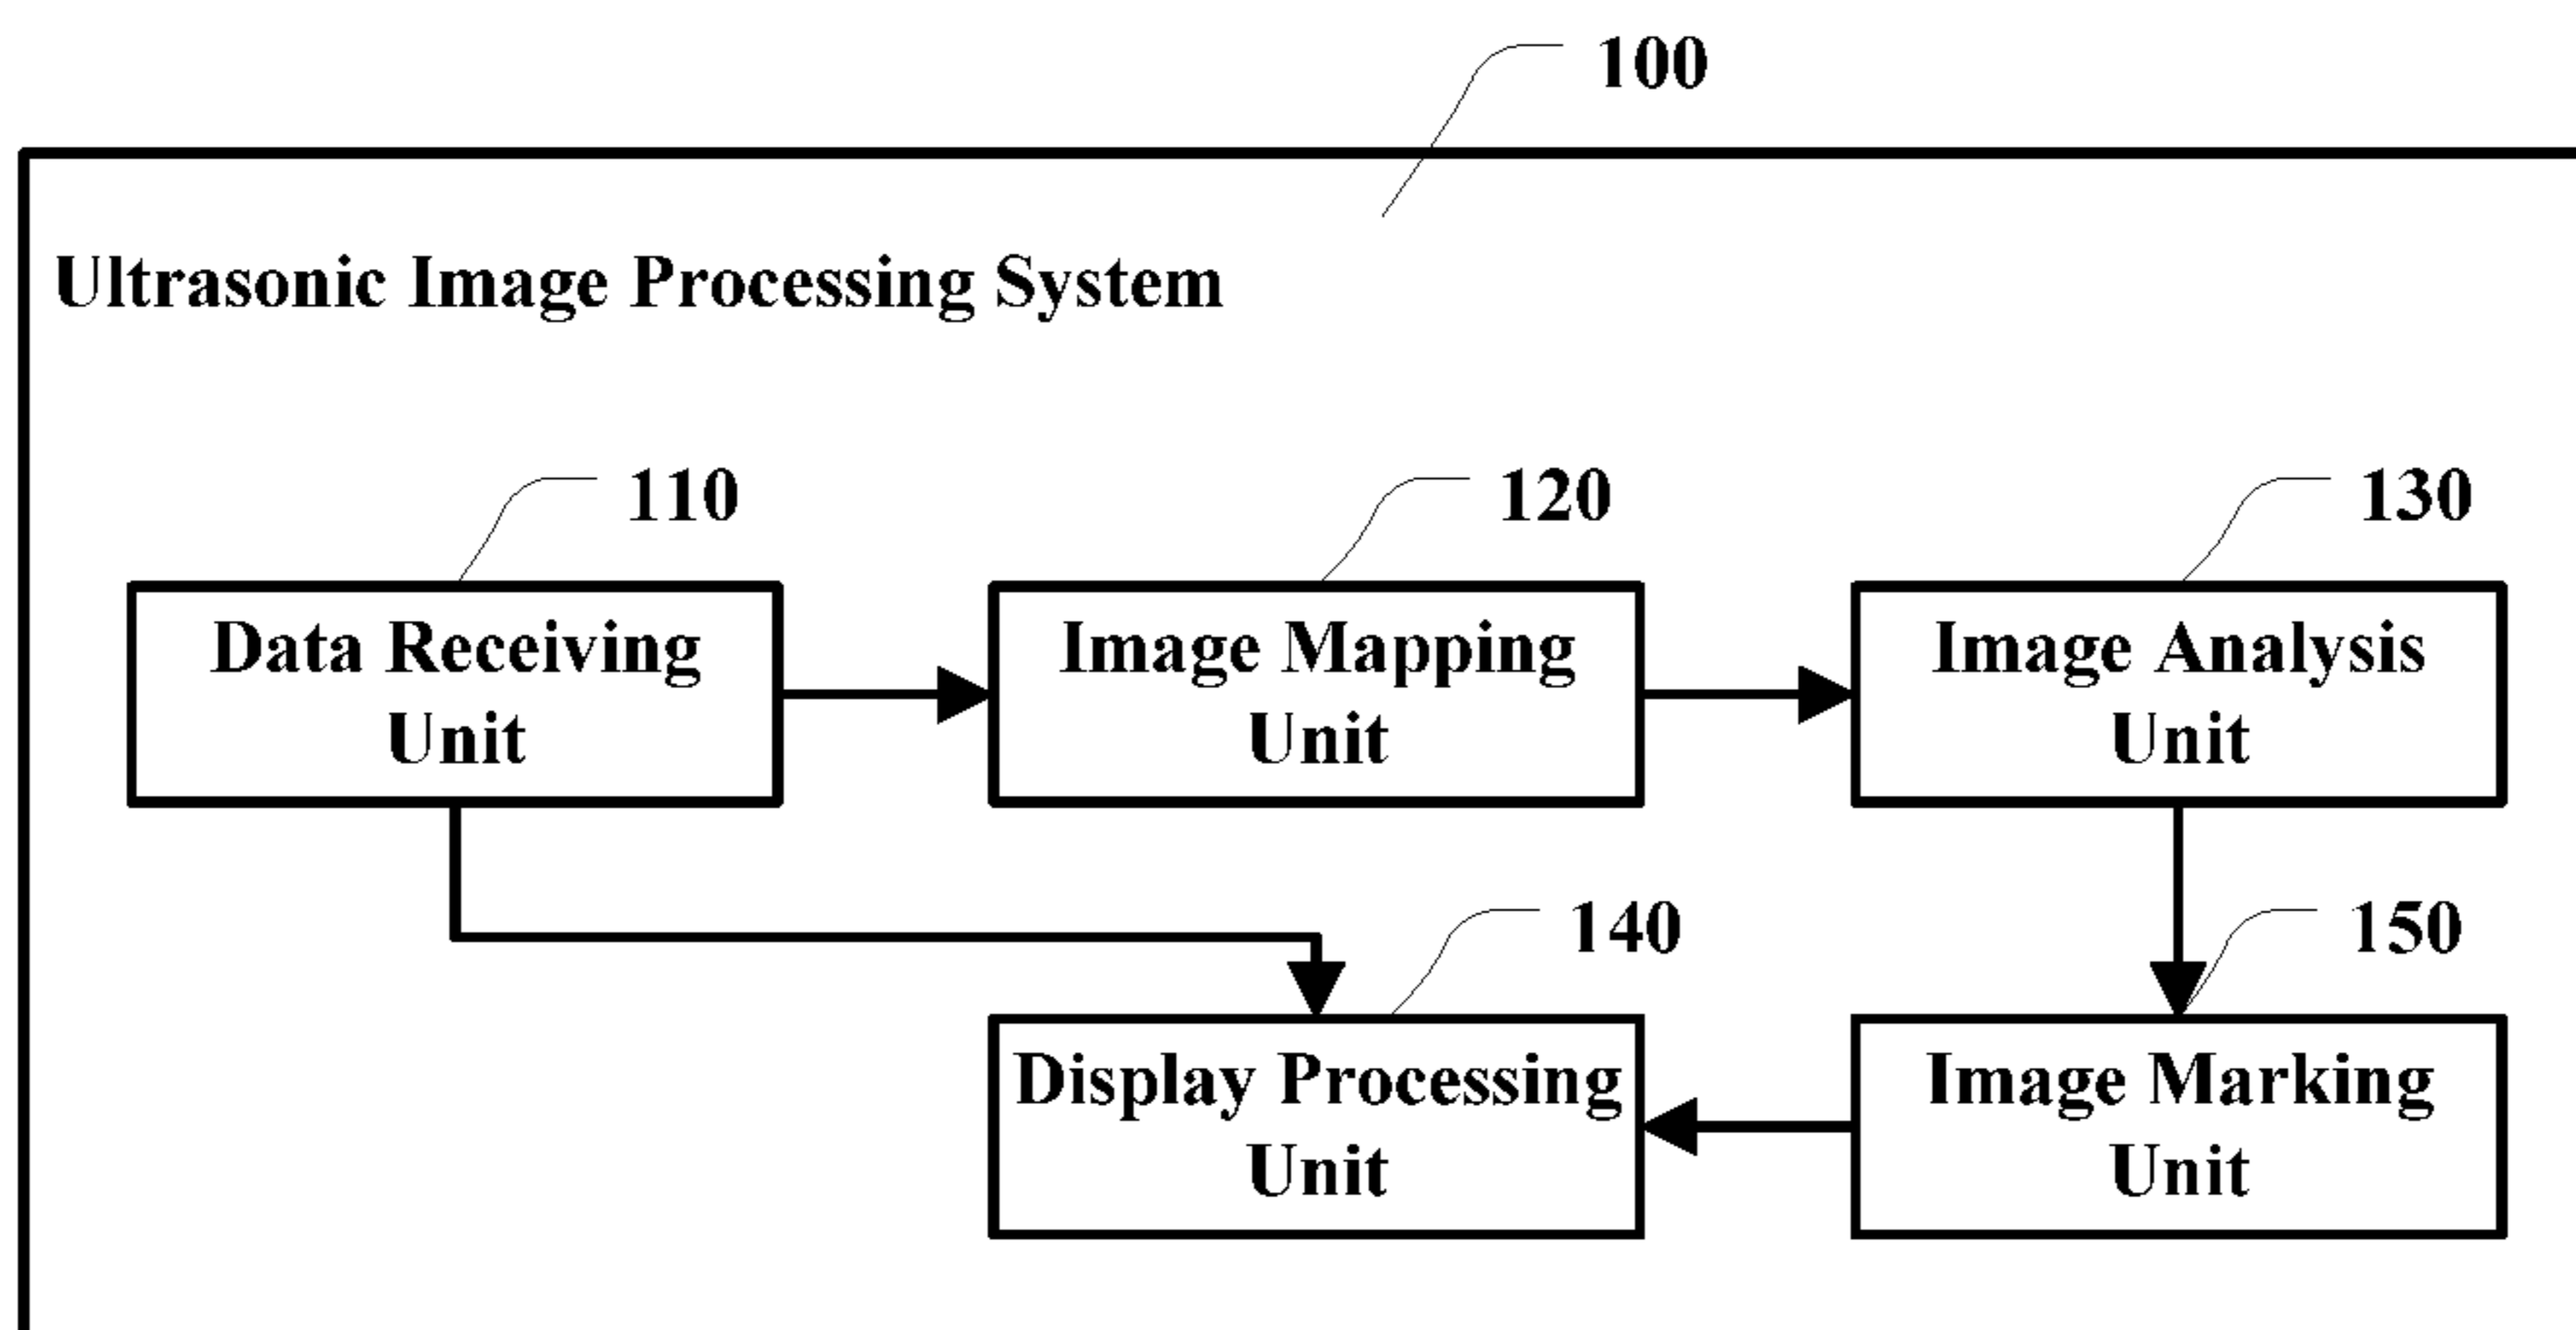 100
Ultrasonic Image Processing System
110
120
130
Data Receiving
Unit
Image Mapping
Unit
Image Analysis
Unit
140
150
Display Processing
Unit
Image Marking
Unit